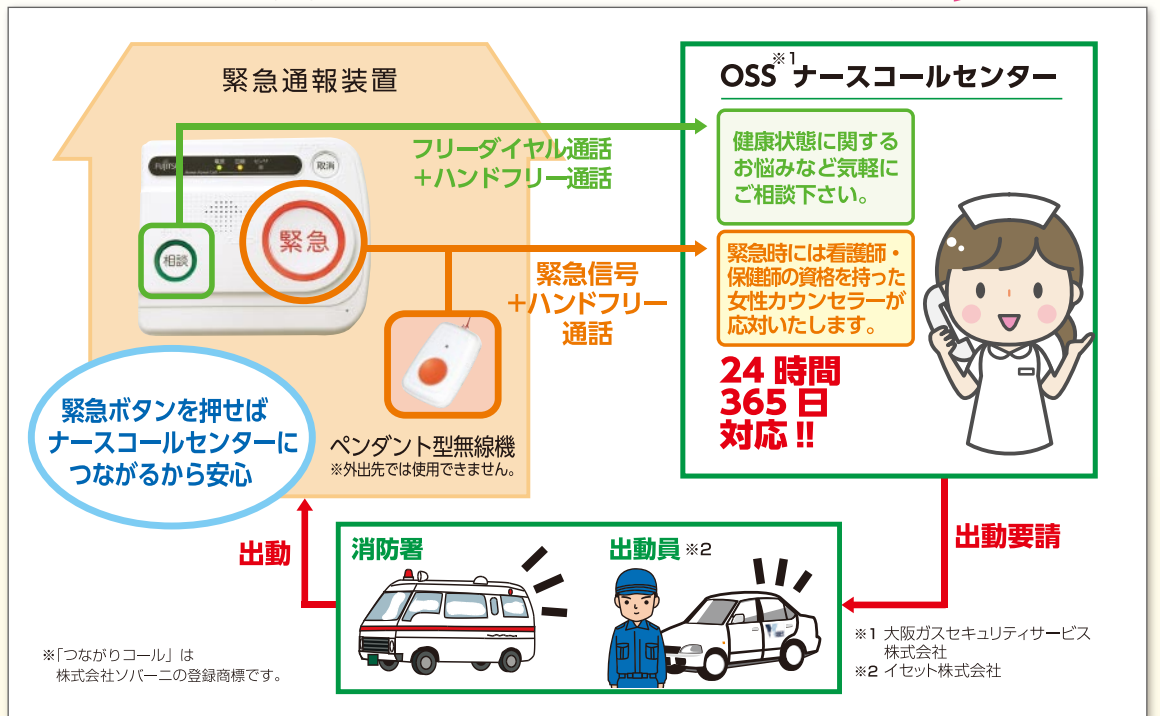 緊急通報装置
FUJITSU
電源
取消
相談
緊急
フリーダイヤル通話
+ハンドフリー通話
緊急信号
+ハンドフリー
通話
ペンダント型無線機
※外出先では使用できません。
緊急ボタンを押せば
ナースコールセンターに
つながるから安心
OSS※1ナースコールセンター
健康状態に関する
お悩みなど気軽に
ご相談下さい。
緊急時には看護師・
保健師の資格を持った
女性カウンセラーが
応対いたします。
24時間
365日
対応!!
出動要請
出動
消防署
出動員※2
※「つながりコール」は
株式会社ソバーニの登録商標です。
※1 大阪ガスセキュリティサービス
株式会社
※2 イセット株式会社